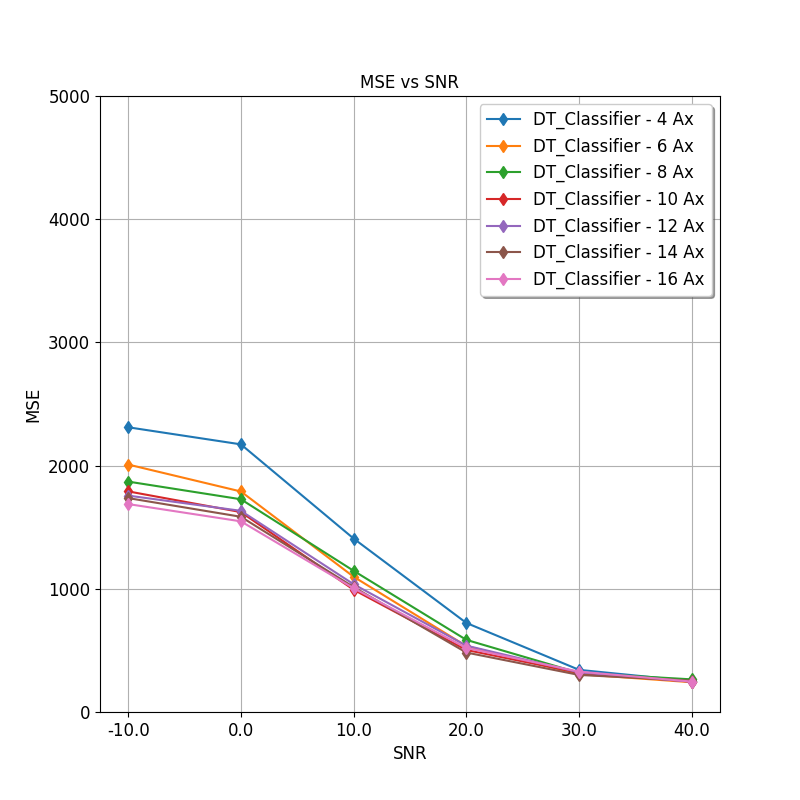 MSE vs SNR
5000
4000
3000
2000
1000
0
MSE
DT_Classifier - 4 Ax
DT_Classifier - 6 Ax
DT_Classifier - 8 Ax
DT_Classifier - 10 Ax
DT_Classifier - 12 Ax
DT_Classifier - 14 Ax
DT_Classifier - 16 Ax
-10.0 0.0 10.0 20.0 30.0 40.0
SNR